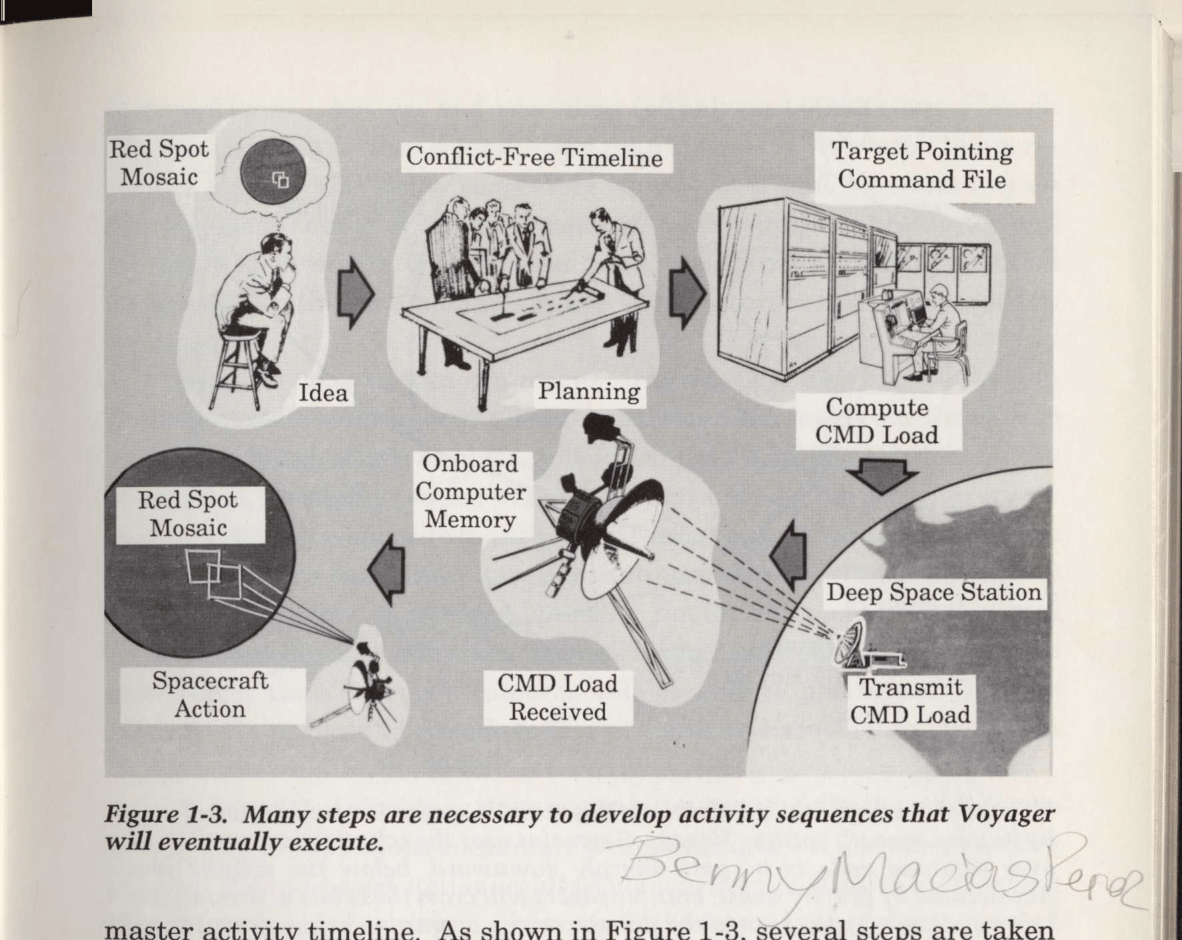 Red Spot
Mosaic
Conflict-Free Timeline
Target Pointing
Command File
Idea
Planning
Compute
CMD Load
Red Spot
Mosaic
Onboard
Computer
Memory
Deep Space Station
Spacecraft
Action
CMD Load
Received
Transmit
CMD Load
Figure 1-3. Many steps are necessary to develop activity sequences that Voyager
will eventually execute.
Benny Macias Perez
master activity timeline. As shown in Figure 1-3, several steps are taken